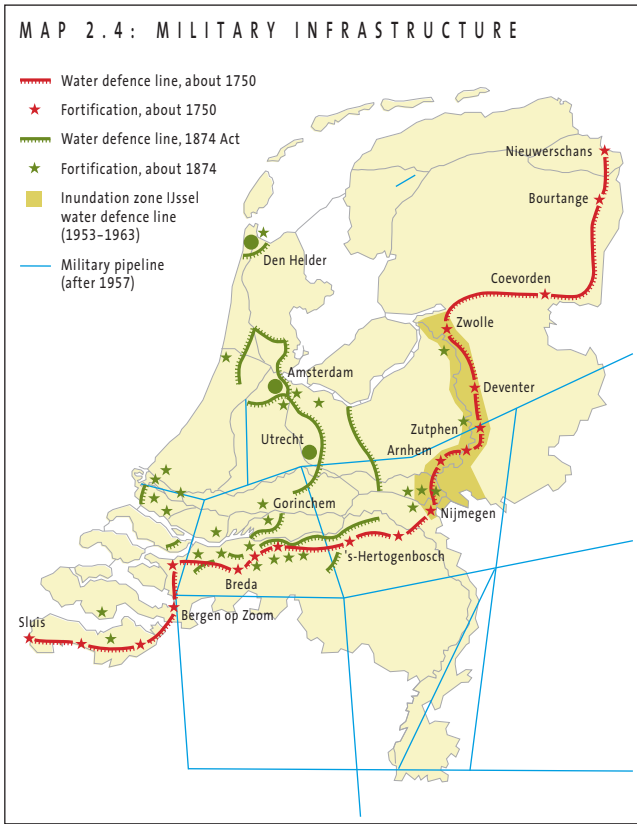 MAP 2.4: MILITARY INFRASTRUCTURE
Water defence line, about 1750
Fortification, about 1750
Water defence line, 1874 Act
Fortification, about 1874
Inundation zone IJssel
water defence line
(1953–1963)
Military pipeline
(after 1957)
Nieuwerschans
Bourtange
Den Helder
Coevorden
Zwolle
Amsterdam
Deventer
Utrecht
Zutphen
Arnhem
Gorinchem
Nijmegen
's-Hertogenbosch
Breda
Bergen op Zoom
Sluis